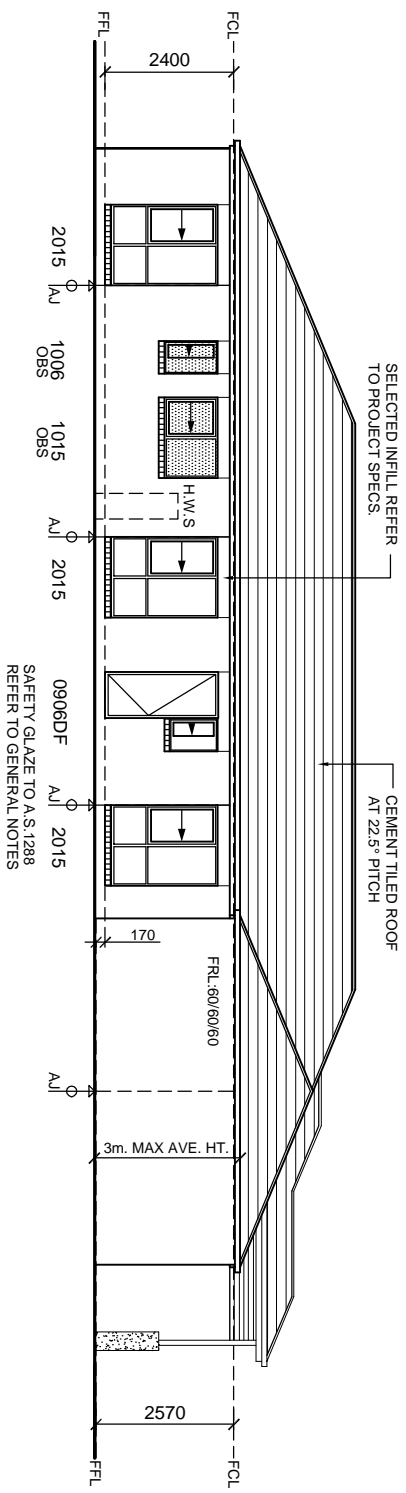 SELECTED INFILL REFER
TO PROJECT SPECS.
CEMENT TILED ROOF
AT 22.5° PITCH
FCL
FCL
2400
H.W.S
FRL:60/60/60
3m. MAX AVE. HT.
2570
170
FFL
FFL
2015
AJ
1006
OBS
1015
OBS
AJ
2015
0906DF
AJ
2015
AJ
SAFETY GLAZE TO A.S.1288
REFER TO GENERAL NOTES